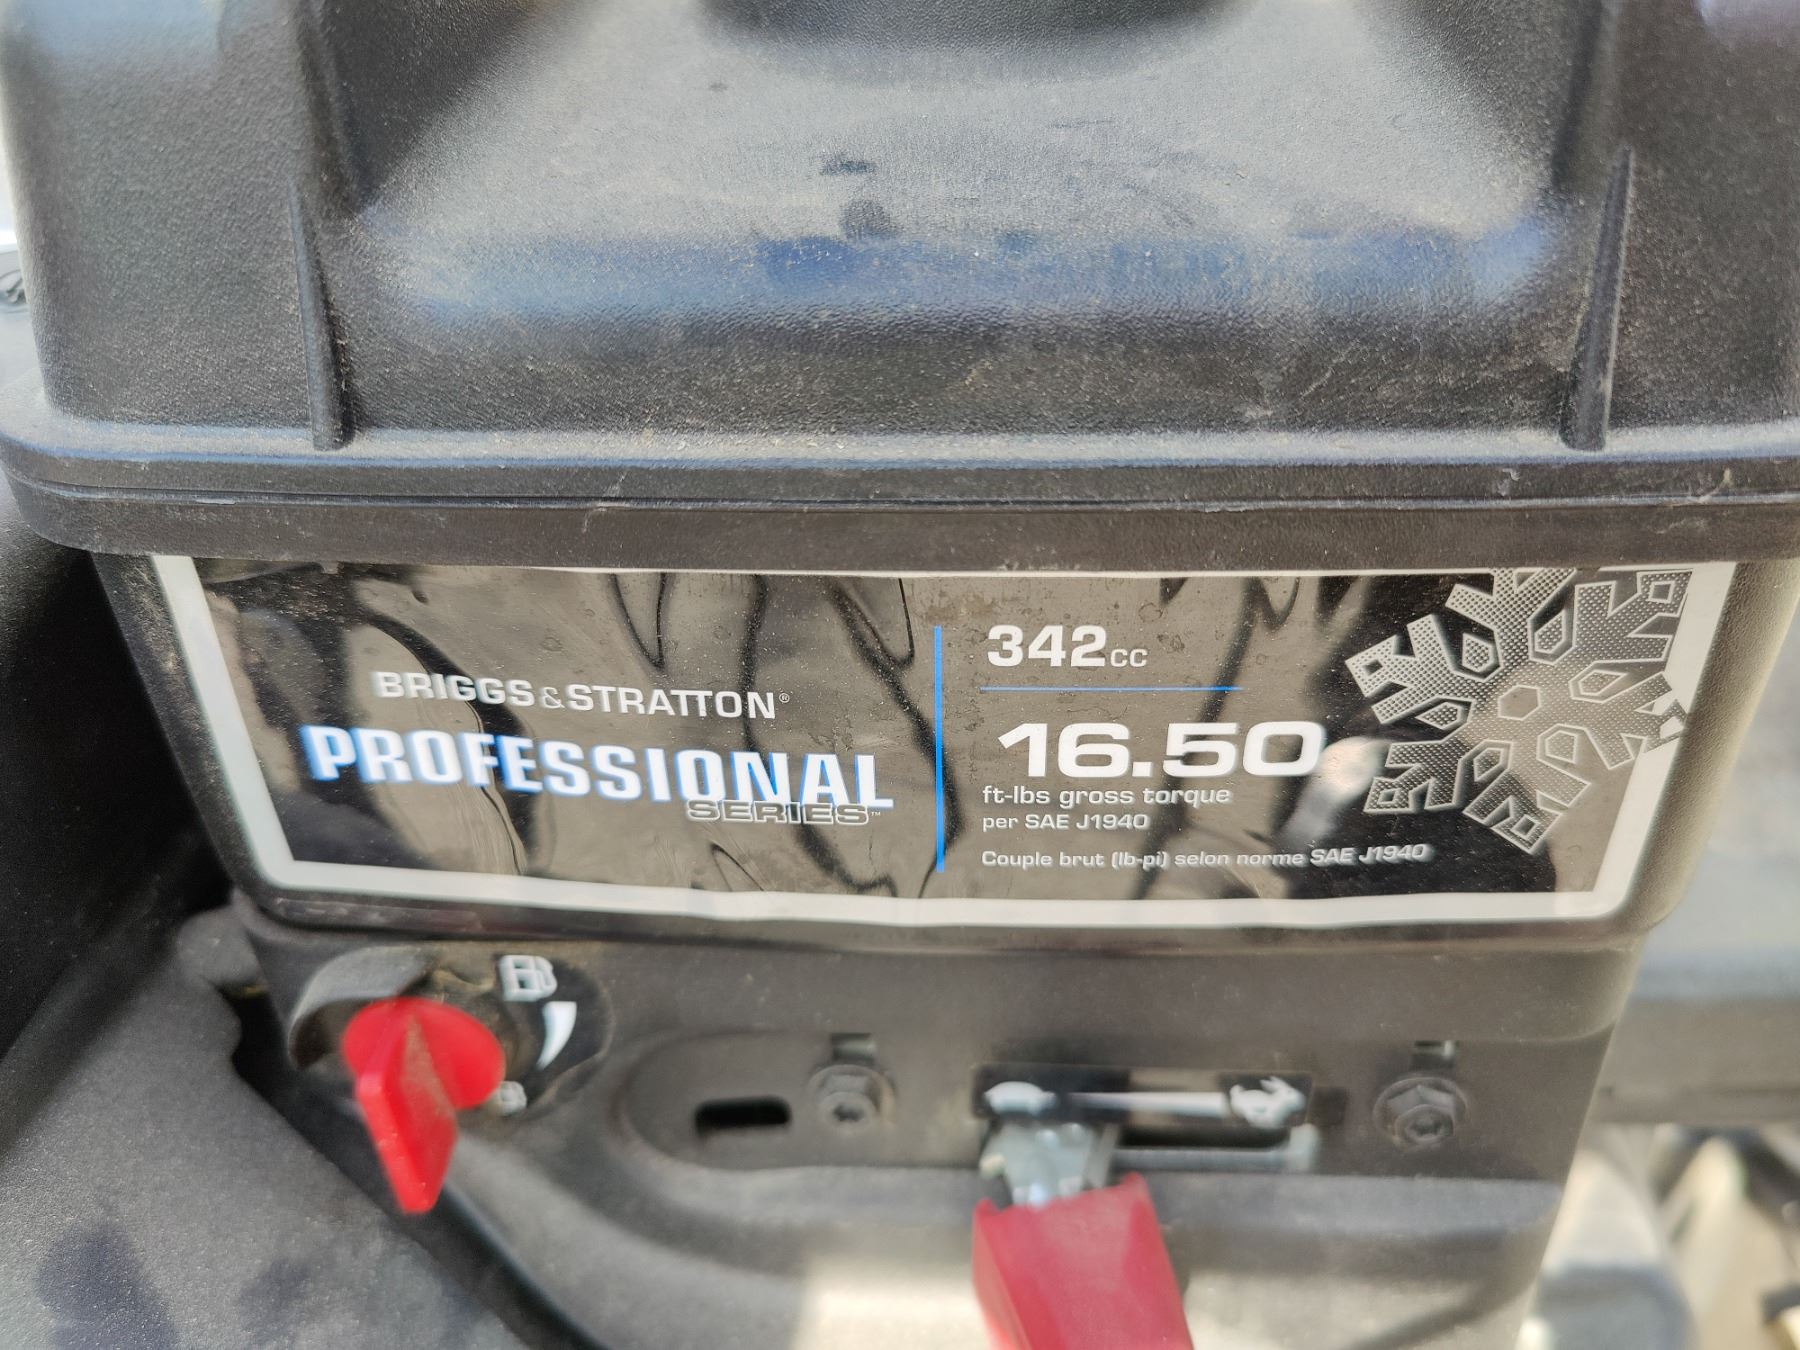 BRIGGS & STRATTON®
PROFESSIONAL
SERIES™
342cc
16.50
ft-lbs gross torque
per SAE J1940
Couple brut (lb-pi) selon norme SAE J1940